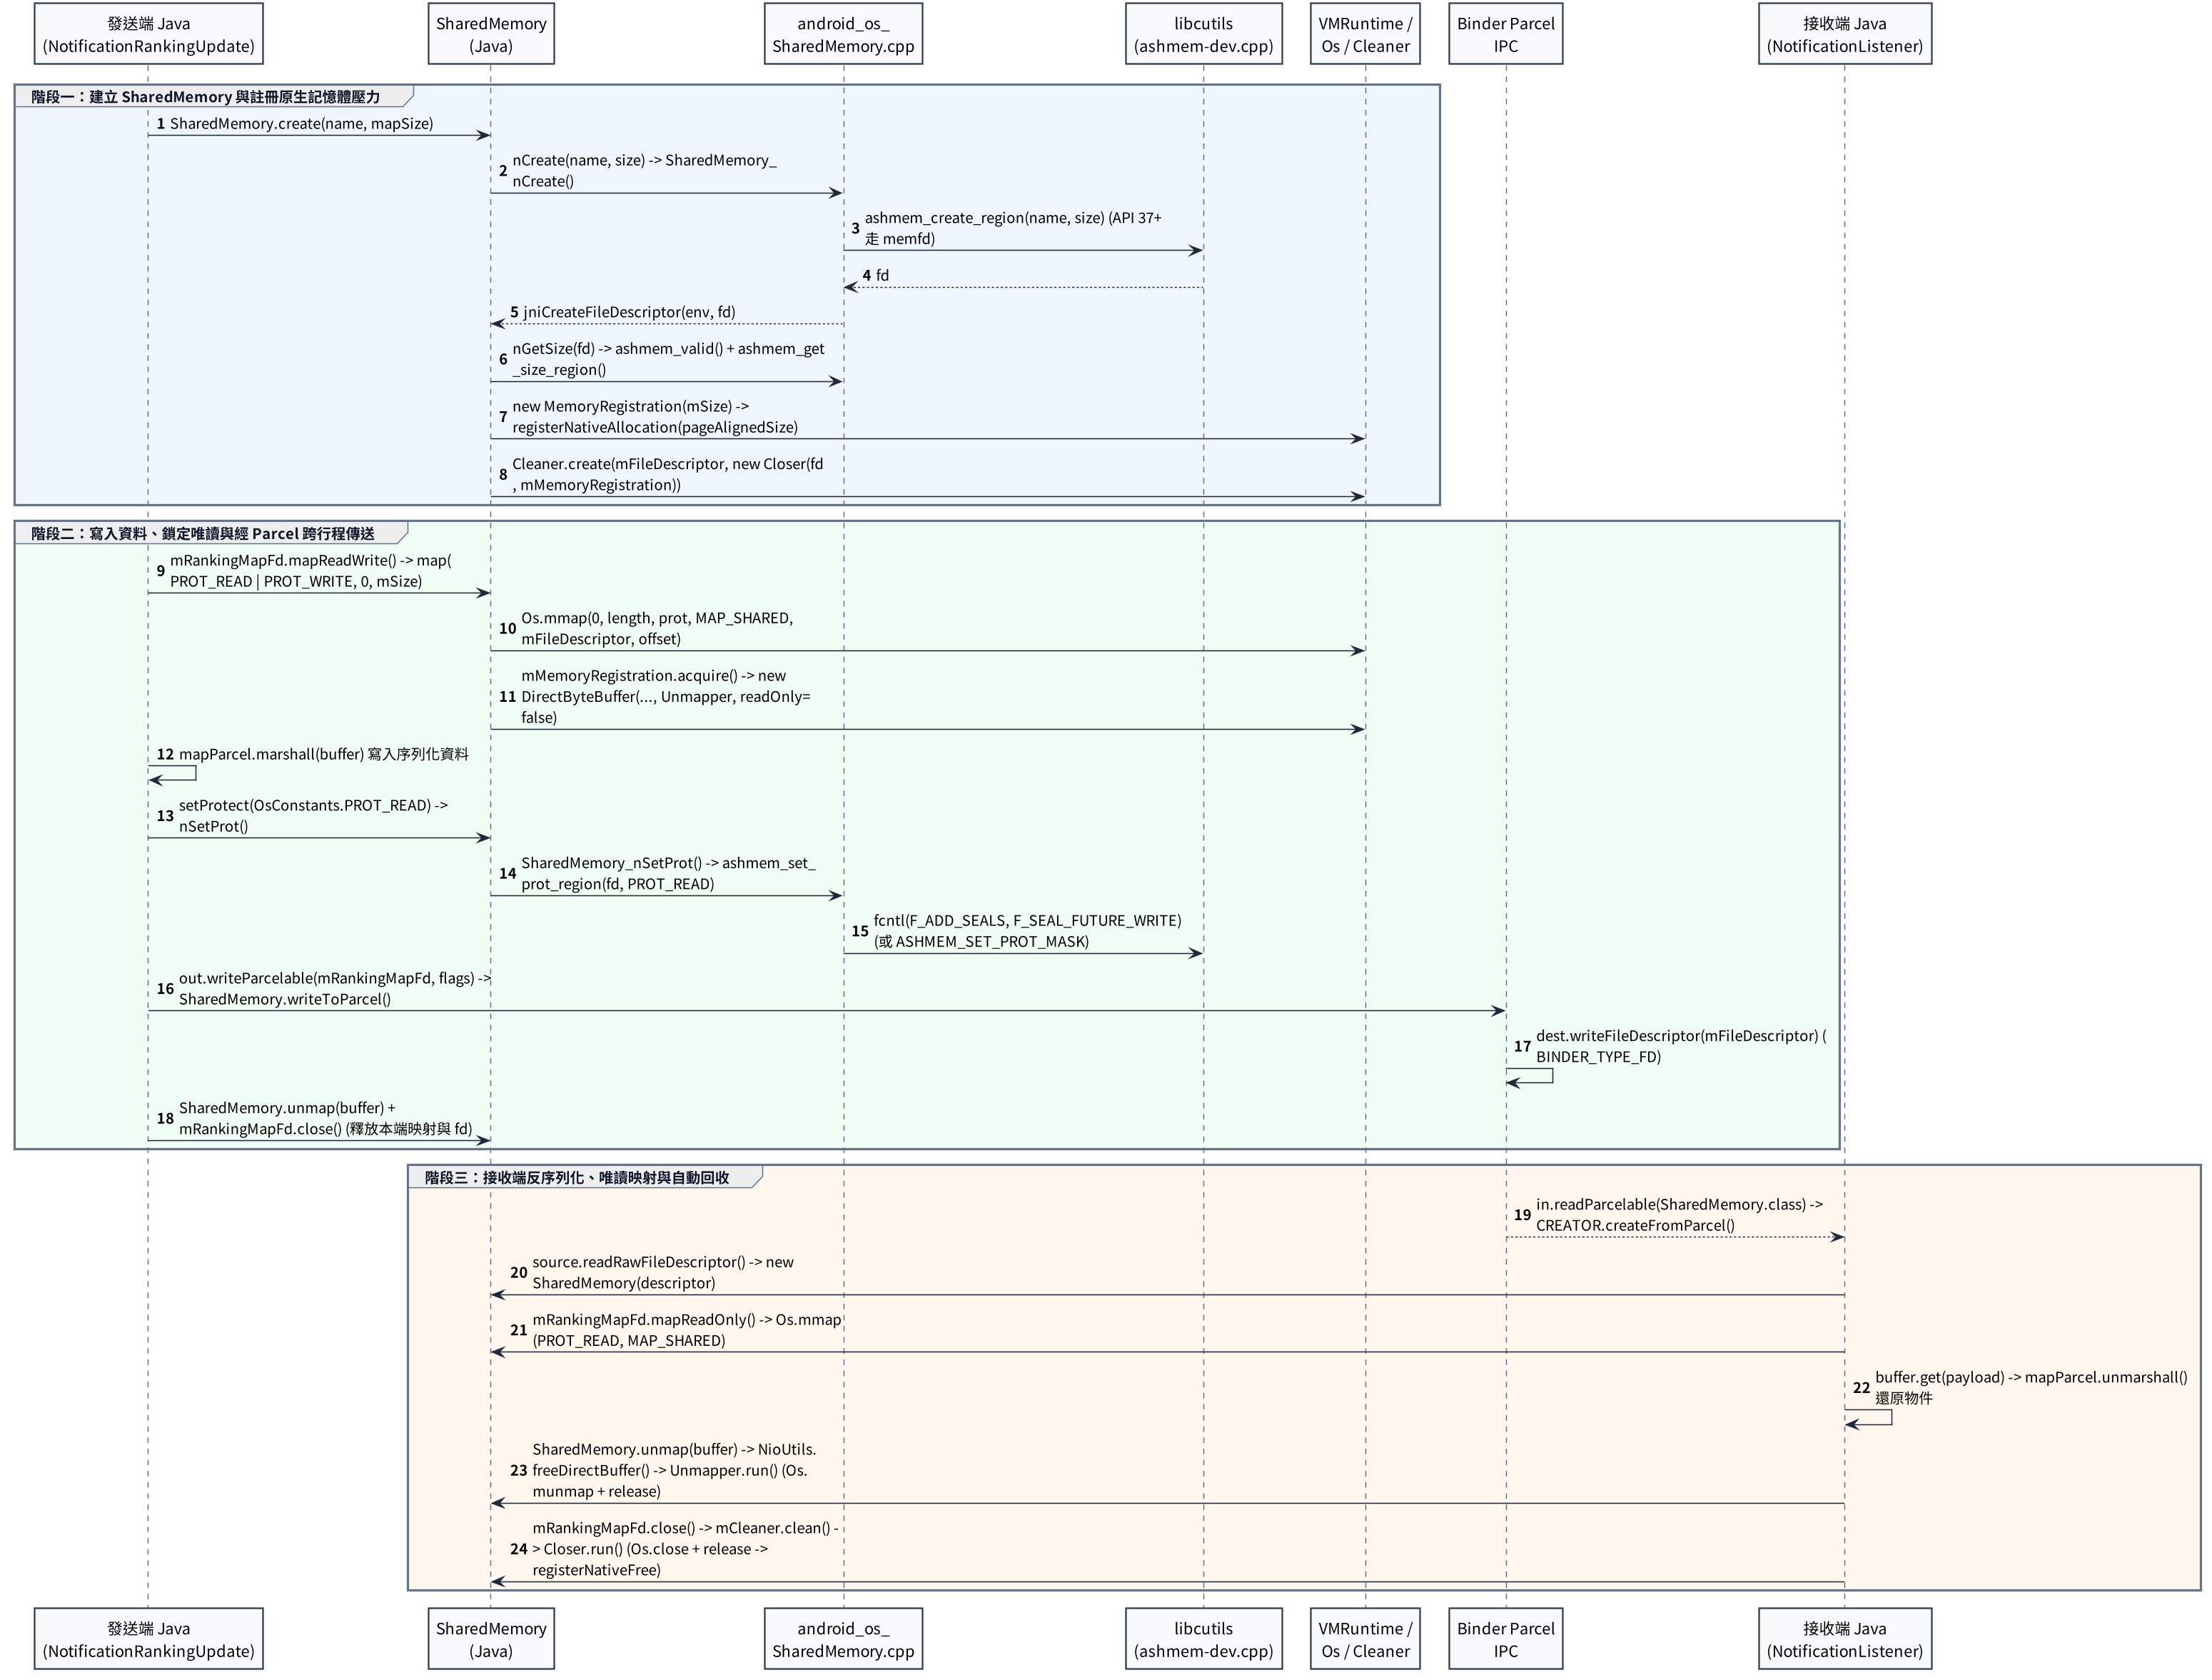 發送端 Java
(NotificationRankingUpdate)
SharedMemory
(Java)
android_os_
SharedMemory.cpp
libcutils
(ashmem-dev.cpp)
VMRuntime /
Os / Cleaner
Binder Parcel
IPC
接收端 Java
(NotificationListener)
階段一：建立 SharedMemory 與註冊原生記憶體壓力
1 SharedMemory.create(name, mapSize)
2 nCreate(name, size) -> SharedMemory_
nCreate()
3 ashmem_create_region(name, size) (API 37+
走 memfd)
4 fd
5 jniCreateFileDescriptor(env, fd)
6 nGetSize(fd) -> ashmem_valid() + ashmem_get
_size_region()
7 new MemoryRegistration(mSize) ->
registerNativeAllocation(pageAlignedSize)
8 Cleaner.create(mFileDescriptor, new Closer(fd
, mMemoryRegistration))
階段二：寫入資料、鎖定唯讀與經 Parcel 跨行程傳送
9 mRankingMapFd.mapReadWrite() -> map(
PROT_READ | PROT_WRITE, 0, mSize)
10 Os.mmap(0, length, prot, MAP_SHARED,
mFileDescriptor, offset)
11 mMemoryRegistration.acquire() -> new
DirectByteBuffer(..., Unmapper, readOnly=
false)
12 mapParcel.marshall(buffer) 寫入序列化資料
13 setProtect(OsConstants.PROT_READ) ->
nSetProt()
14 SharedMemory_nSetProt() -> ashmem_set_
prot_region(fd, PROT_READ)
15 fcntl(F_ADD_SEALS, F_SEAL_FUTURE_WRITE)
(或 ASHMEM_SET_PROT_MASK)
16 out.writeParcelable(mRankingMapFd, flags) ->
SharedMemory.writeToParcel()
17 dest.writeFileDescriptor(mFileDescriptor) (
BINDER_TYPE_FD)
18 SharedMemory.unmap(buffer) +
mRankingMapFd.close() (釋放本端映射與 fd)
階段三：接收端反序列化、唯讀映射與自動回收
19 in.readParcelable(SharedMemory.class) ->
CREATOR.createFromParcel()
20 source.readRawFileDescriptor() -> new
SharedMemory(descriptor)
21 mRankingMapFd.mapReadOnly() -> Os.mmap
(PROT_READ, MAP_SHARED)
22 buffer.get(payload) -> mapParcel.unmarshall()
還原物件
23 SharedMemory.unmap(buffer) -> NioUtils.
freeDirectBuffer() -> Unmapper.run() (Os.
munmap + release)
24 mRankingMapFd.close() -> mCleaner.clean() -
> Closer.run() (Os.close + release ->
registerNativeFree)
發送端 Java
(NotificationRankingUpdate)
SharedMemory
(Java)
android_os_
SharedMemory.cpp
libcutils
(ashmem-dev.cpp)
VMRuntime /
Os / Cleaner
Binder Parcel
IPC
接收端 Java
(NotificationListener)